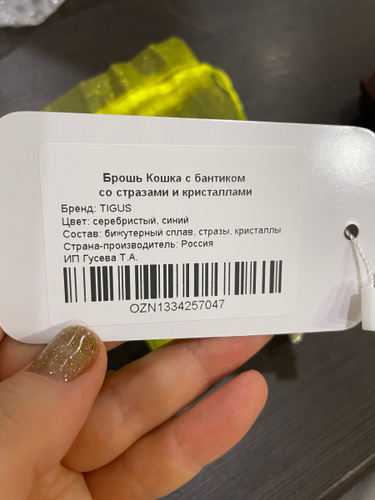 Брошь Кошка с бантиком
со стразами и кристаллами
Бренд: TIGUS
Цвет: серебристый, синий
Состав: бижутерный сплав, стразы, кристаллы
Страна-производитель: Россия
ИП Гусева Т.А.
OZN1334257047